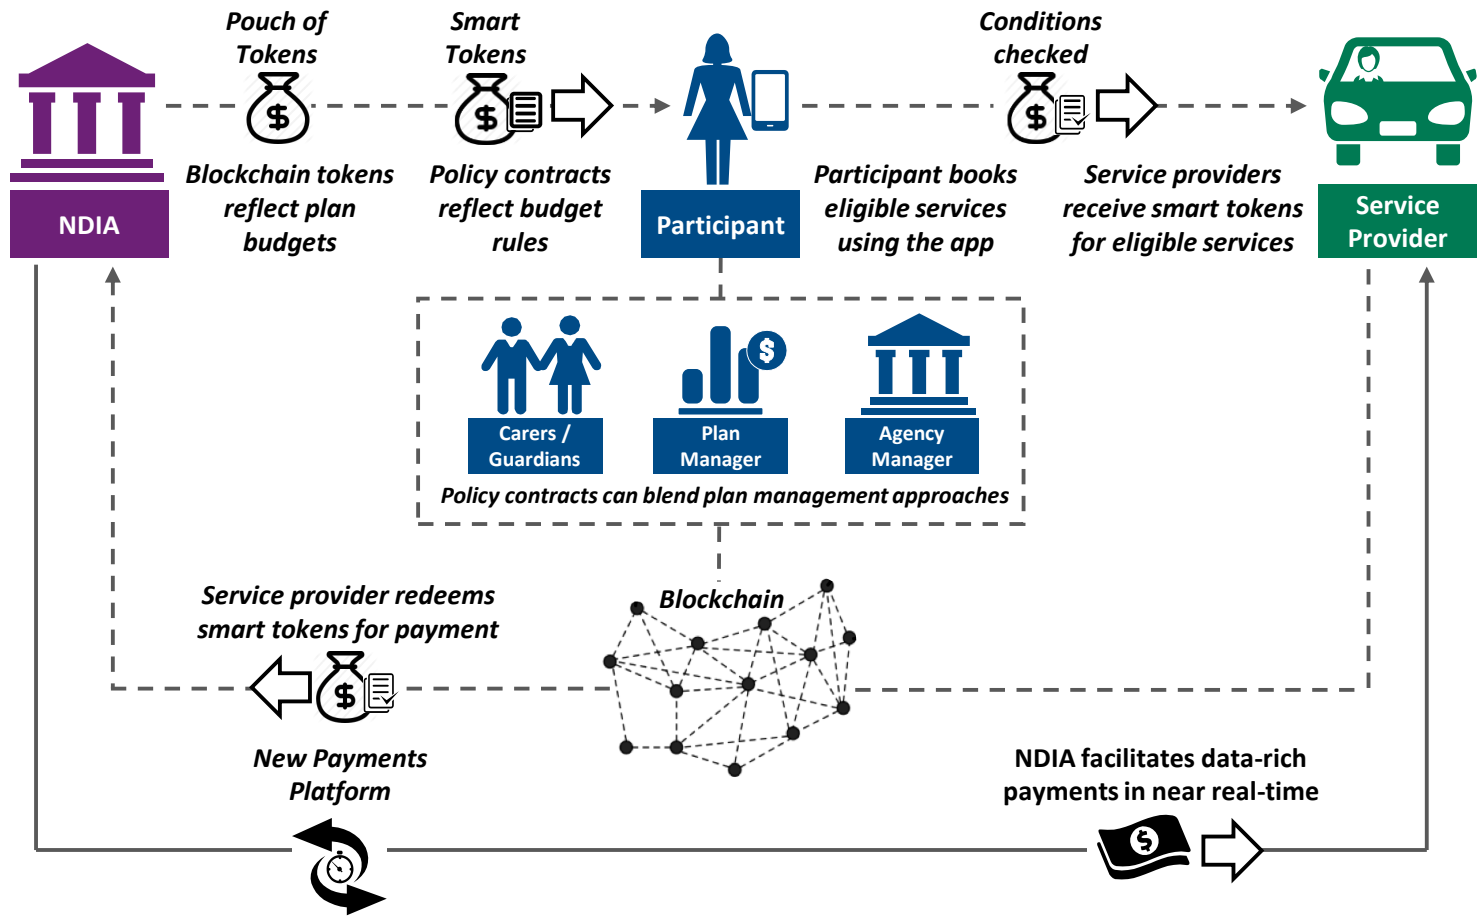 Pouch of
Tokens
Smart
Tokens
Conditions
checked
$
$
$
Blockchain tokens
reflect plan
budgets
Policy contracts
reflect budget
rules
Participant books
eligible services
using the app
Service providers
receive smart tokens
for eligible services
NDIA
Participant
Service
Provider
$
Carers /
Guardians
Plan
Manager
Agency
Manager
Policy contracts can blend plan management approaches
Service provider redeems
smart tokens for payment
$
Blockchain
New Payments
Platform
NDIA facilitates data-rich
payments in near real-time
$